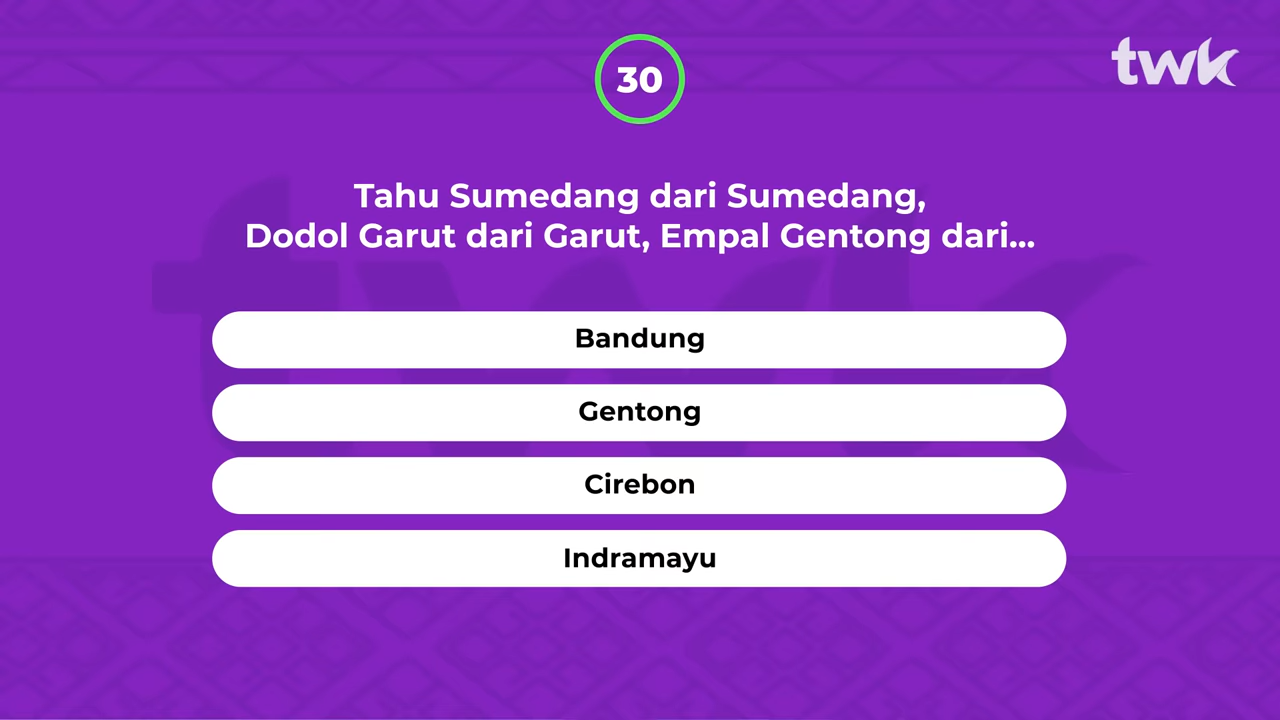 30
twk
Tahu Sumedang dari Sumedang,
Dodol Garut dari Garut, Empal Gentong dari...
Bandung
Gentong
Cirebon
Indramayu